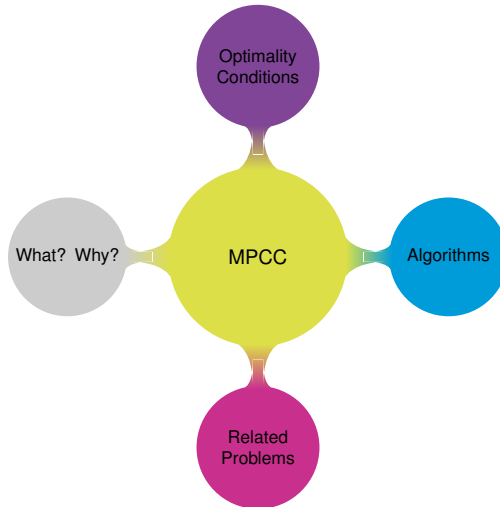 Optimality
Conditions
What? Why?
MPCC
Algorithms
Related
Problems